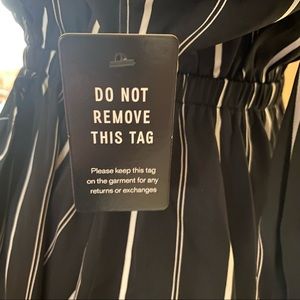 DO NOT
REMOVE
THIS TAG
Please keep this tag
on the garment for any
returns or exchanges